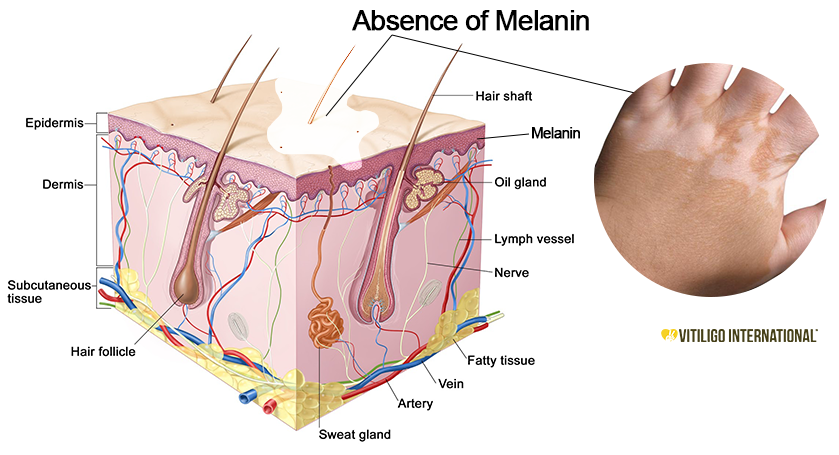 Absence of Melanin
Hair shaft
Epidermis
Melanin
Dermis
Oil gland
Lymph vessel
Nerve
Subcutaneous
tissue
Hair follicle
Fatty tissue
Vein
Artery
Sweat gland
VITILIGO INTERNATIONAL